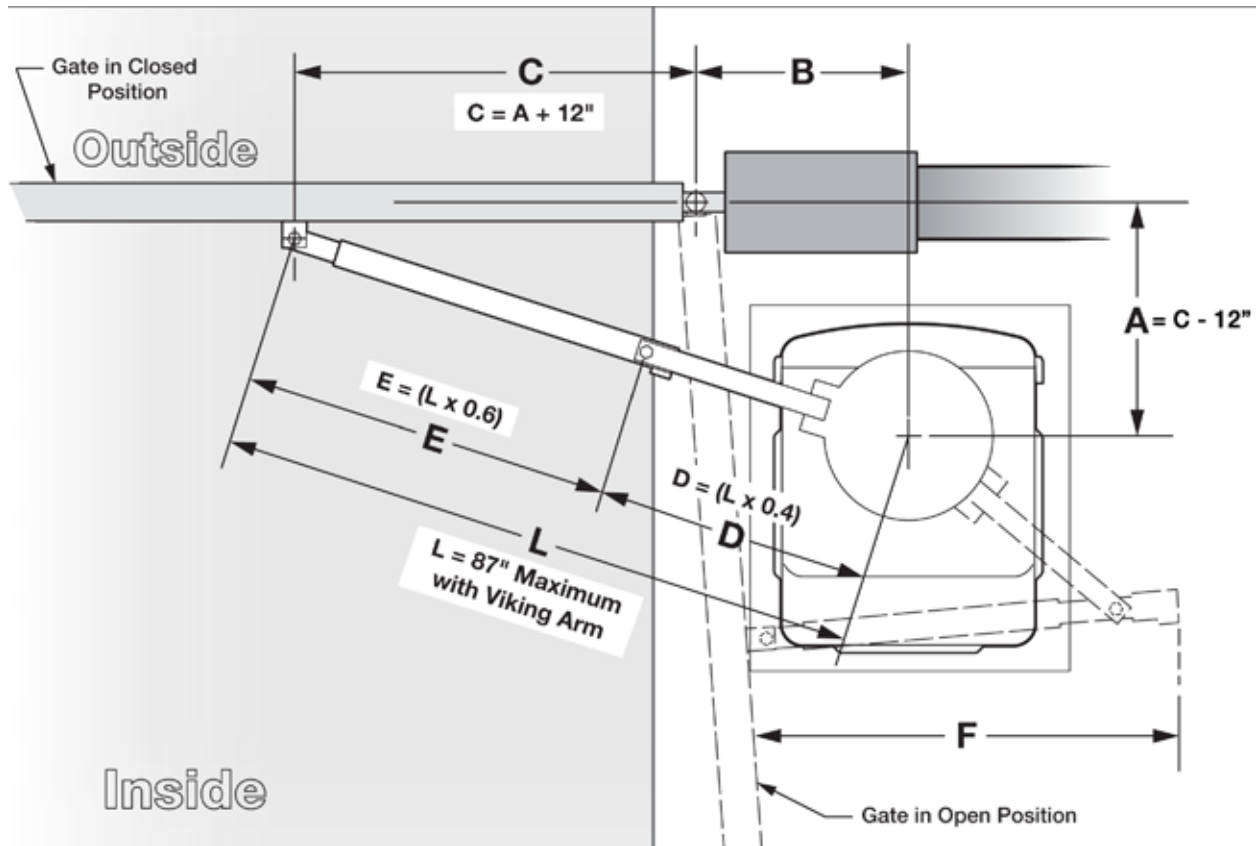 Gate in Closed
Position
C
B
C = A + 12"
Outside
A = C - 12”
E = (L x 0.6)
E
D = (L x 0.4)
D
L
L = 87" Maximum
with Viking Arm
F
Inside
Gate in Open Position